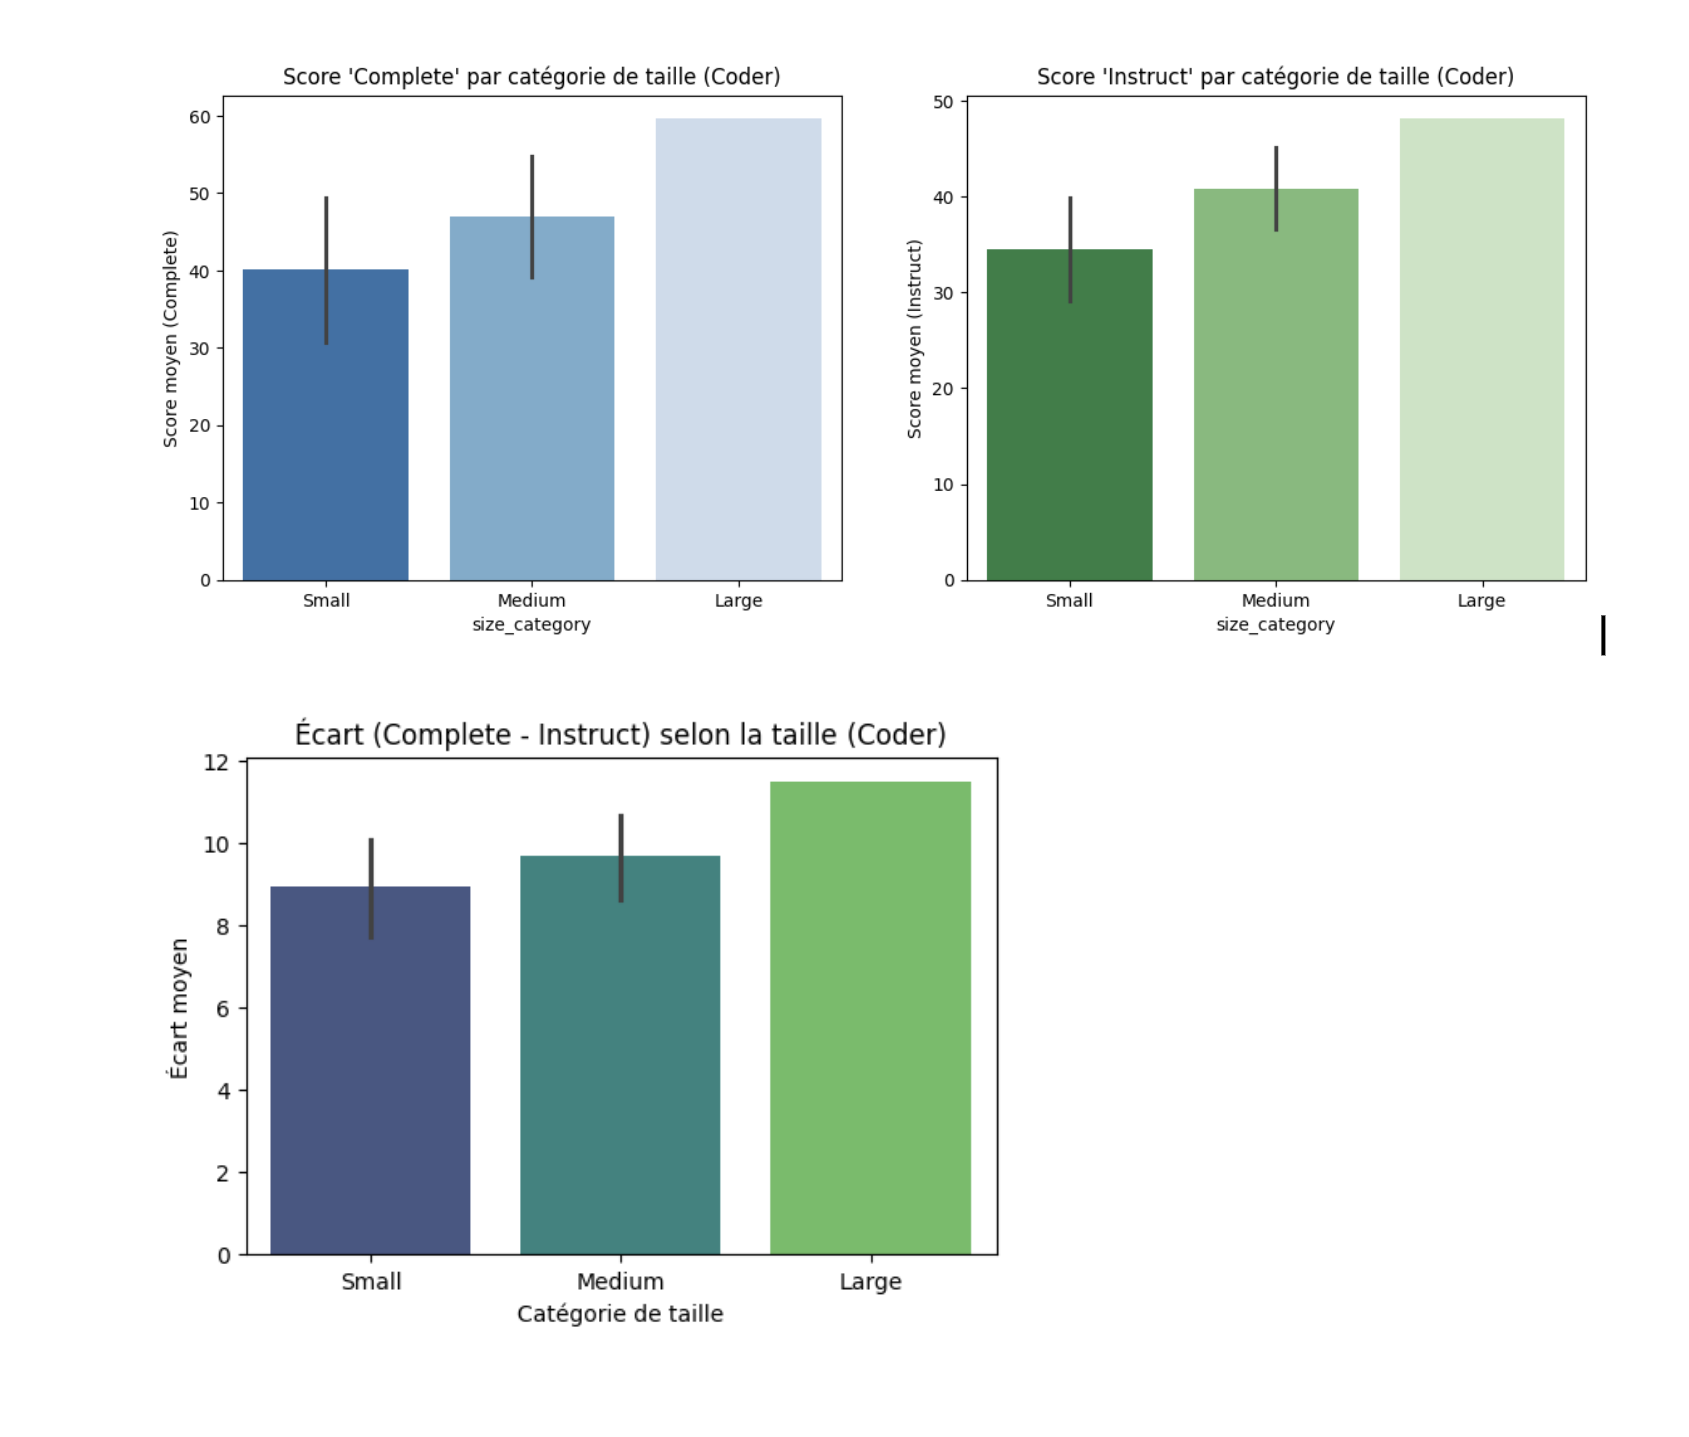 Score 'Complete' par catégorie de taille (Coder)
60
50
40
30
20
10
0
Score moyen (Complete)
Small Medium Large
size_category
Score 'Instruct' par catégorie de taille (Coder)
50
40
30
20
10
0
Score moyen (Instruct)
Small Medium Large
size_category
Écart (Complete - Instruct) selon la taille (Coder)
12
10
8
6
4
2
0
Écart moyen
Small Medium Large
Catégorie de taille